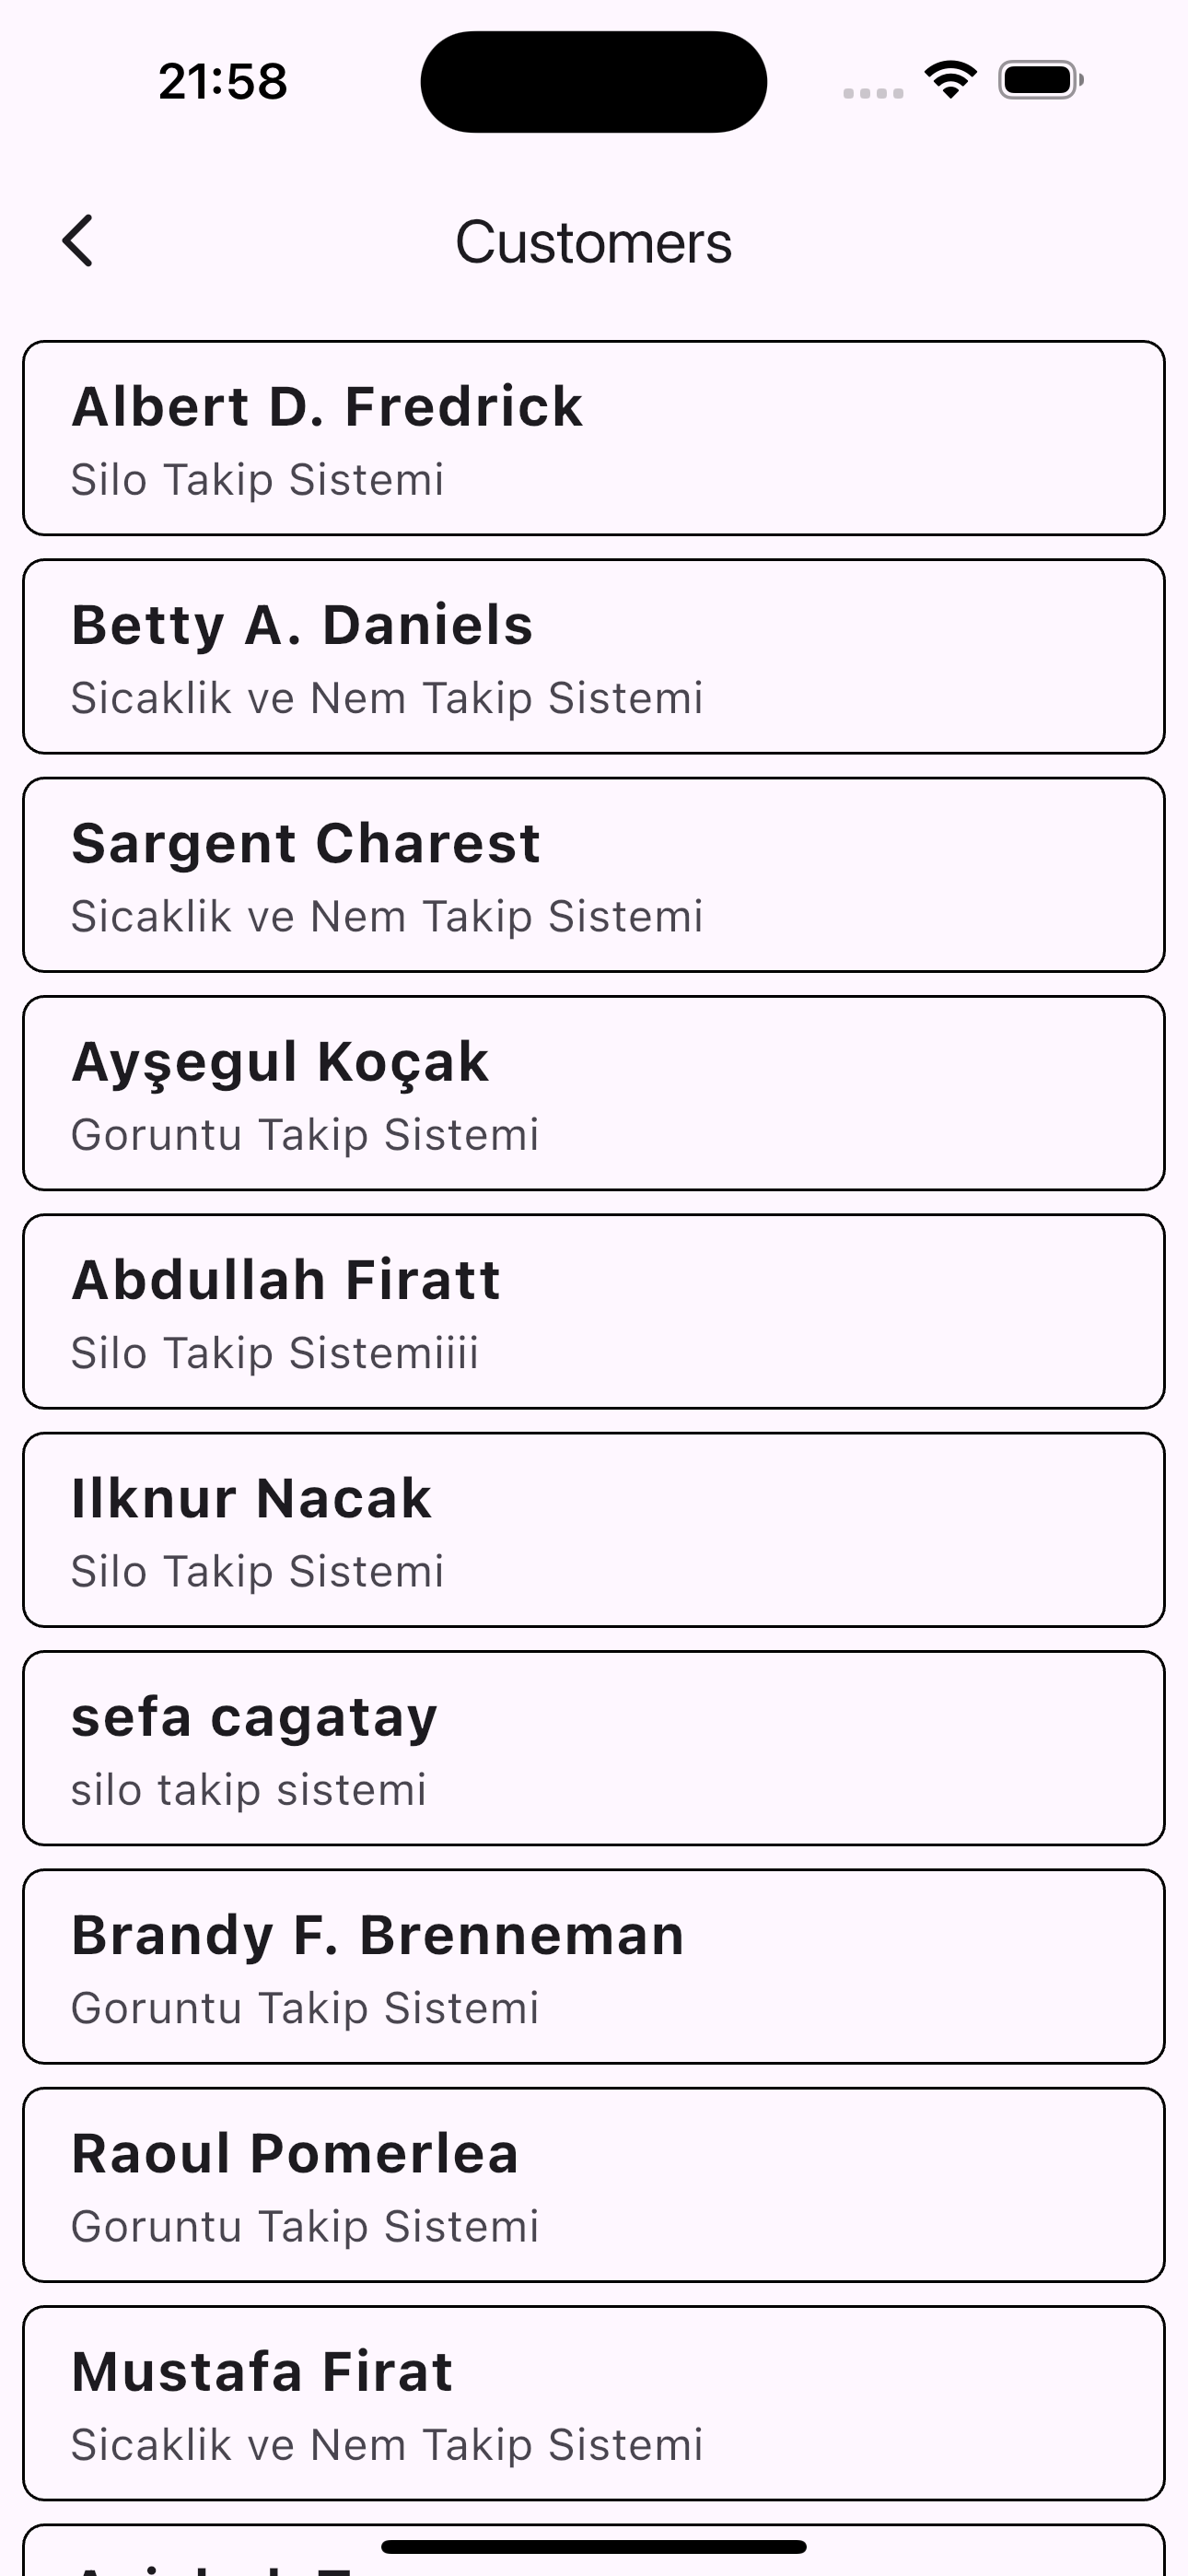 21:58
Customers
Albert D. Fredrick
Silo Takip Sistemi
Betty A. Daniels
Sicaklik ve Nem Takip Sistemi
Sargent Charest
Sicaklik ve Nem Takip Sistemi
Ayşegul Koçak
Goruntu Takip Sistemi
Abdullah Firatt
Silo Takip Sistemiiii
Ilknur Nacak
Silo Takip Sistemi
sefa cagatay
silo takip sistemi
Brandy F. Brenneman
Goruntu Takip Sistemi
Raoul Pomerlea
Goruntu Takip Sistemi
Mustafa Firat
Sicaklik ve Nem Takip Sistemi